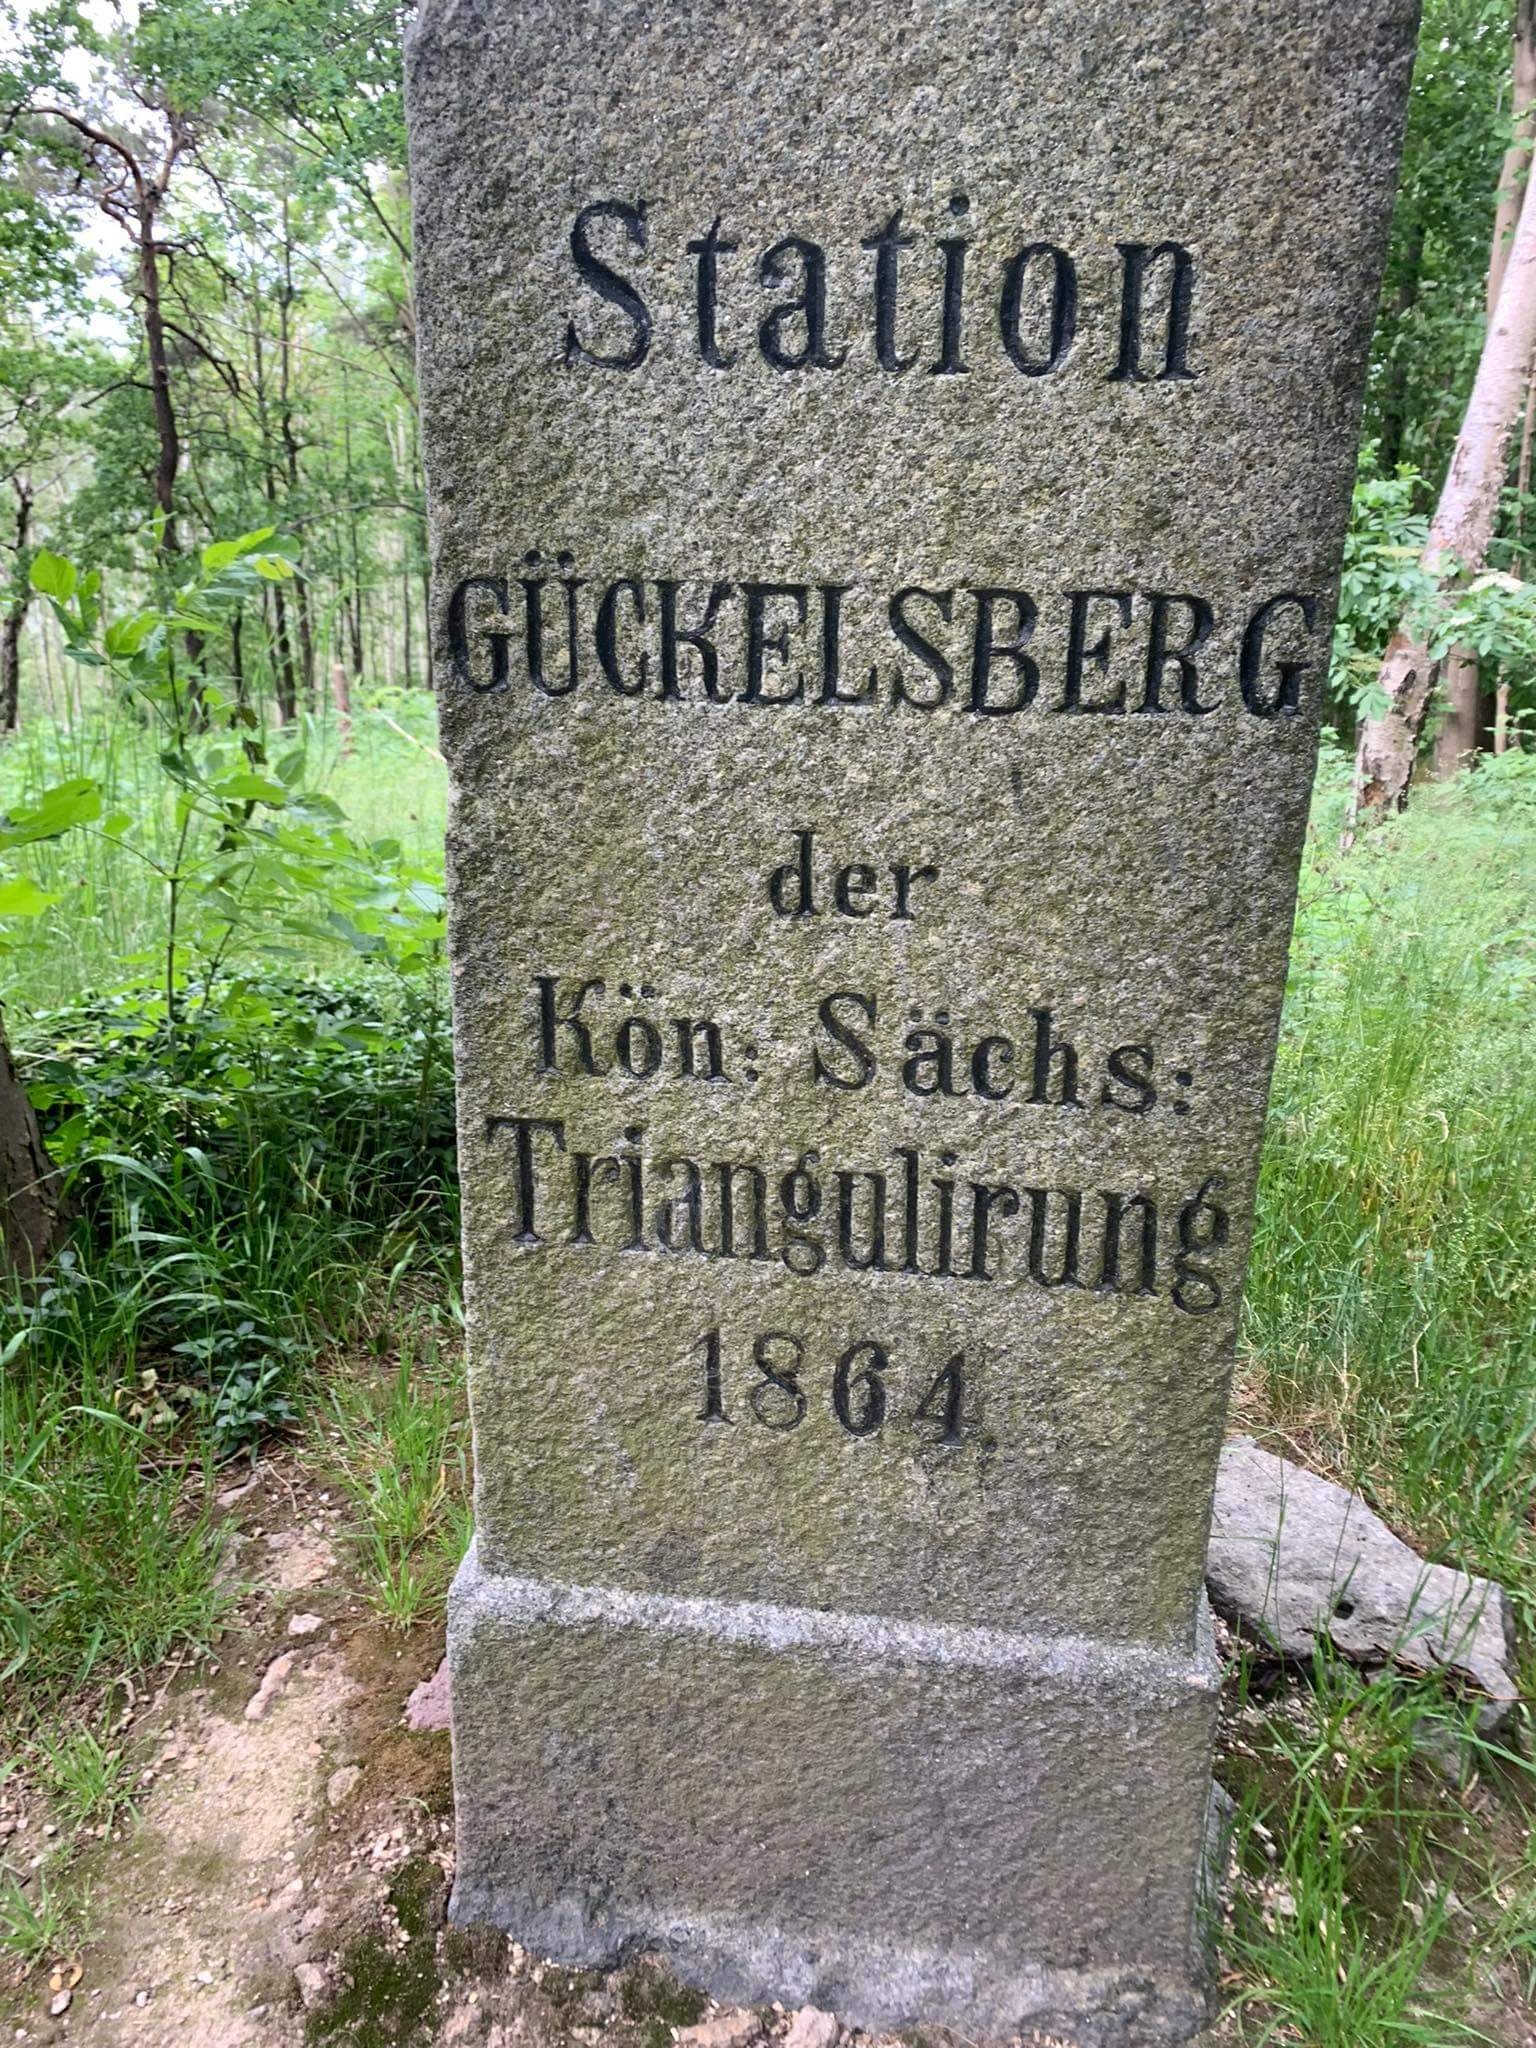 Station
GÜCKELSBERG
der
Kön: Sächs:
Triangulirung
1864.